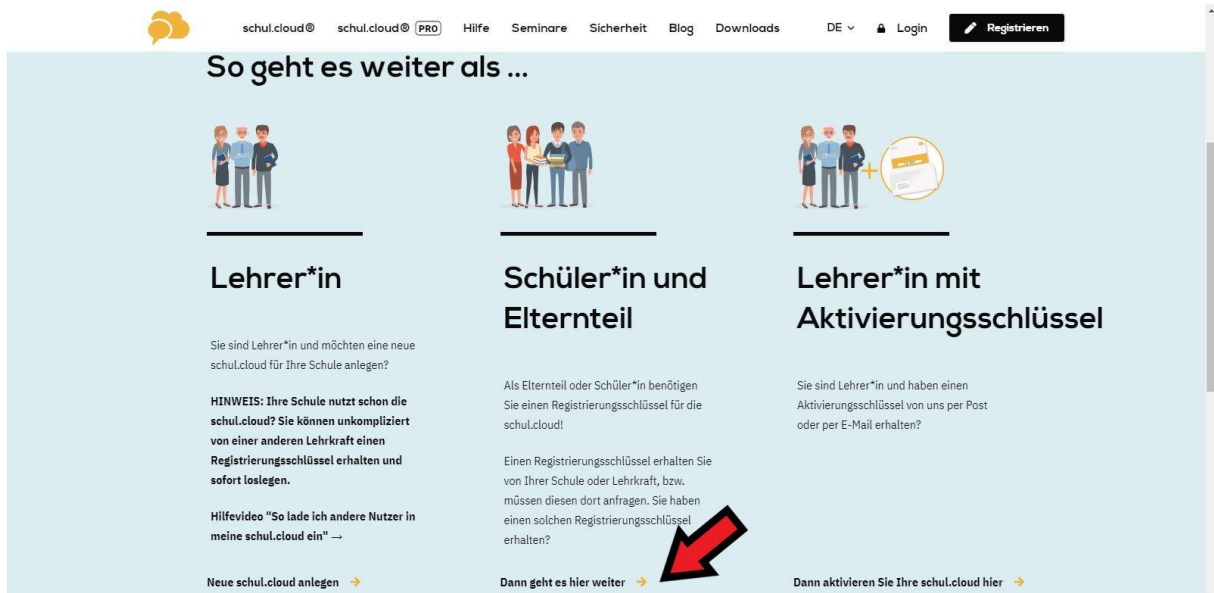 schul.cloud® schul.cloud® PRO Hilfe Seminare Sicherheit Blog Downloads DE Login Registrieren
So geht es weiter als ...
Lehrer*in
Sie sind Lehrer*in und möchten eine neue
schul.cloud für Ihre Schule anlegen?
HINWEIS: Ihre Schule nutzt schon die
schul.cloud? Sie können unkompliziert
von einer anderen Lehrkraft einen
Registrierungsschlüssel erhalten und
sofort loslegen.
Hilfevideo "So lade ich andere Nutzer in
meine schul.cloud ein" →
Neue schul.cloud anlegen →
Schüler*in und
Elternteil
Als Elternteil oder Schüler*in benötigen
Sie einen Registrierungsschlüssel für die
schul.cloud!
Einen Registrierungsschlüssel erhalten Sie
von Ihrer Schule oder Lehrkraft, bzw.
müssen diesen dort anfragen. Sie haben
einen solchen Registrierungsschlüssel
erhalten?
Dann geht es hier weiter →
Lehrer*in mit
Aktivierungsschlüssel
Sie sind Lehrer*in und haben einen
Aktivierungsschlüssel von uns per Post
oder per E-Mail erhalten?
Dann aktivieren Sie Ihre schul.cloud hier →